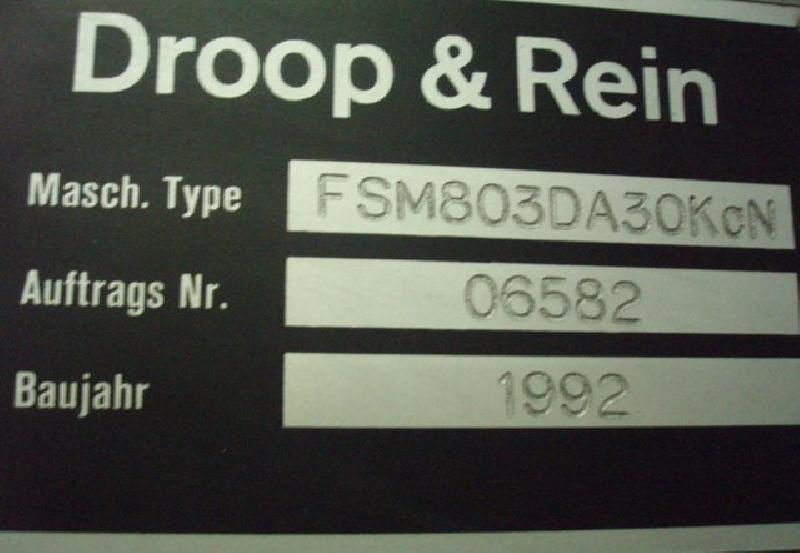 Droop & Rein
Masch. Type FSM803DA30KcN
Auftrags Nr. 06582
Baujahr 1992